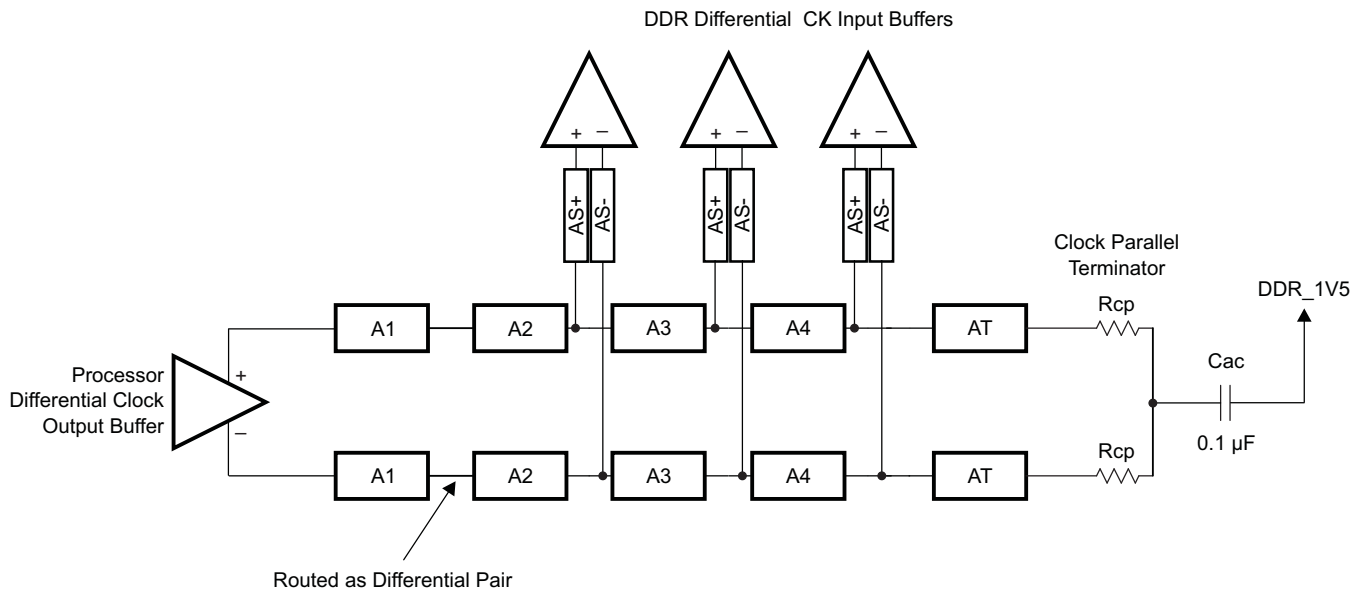 DDR Differential CK Input Buffers
+ – + – + –
AS+ AS- AS+ AS- AS+ AS-
Clock Parallel
Terminator
DDR_1V5
A1 A2 A3 A4 AT Rcp
Processor
Differential Clock
Output Buffer
+
–
Cac
0.1 µF
A1 A2 A3 A4 AT Rcp
Routed as Differential Pair